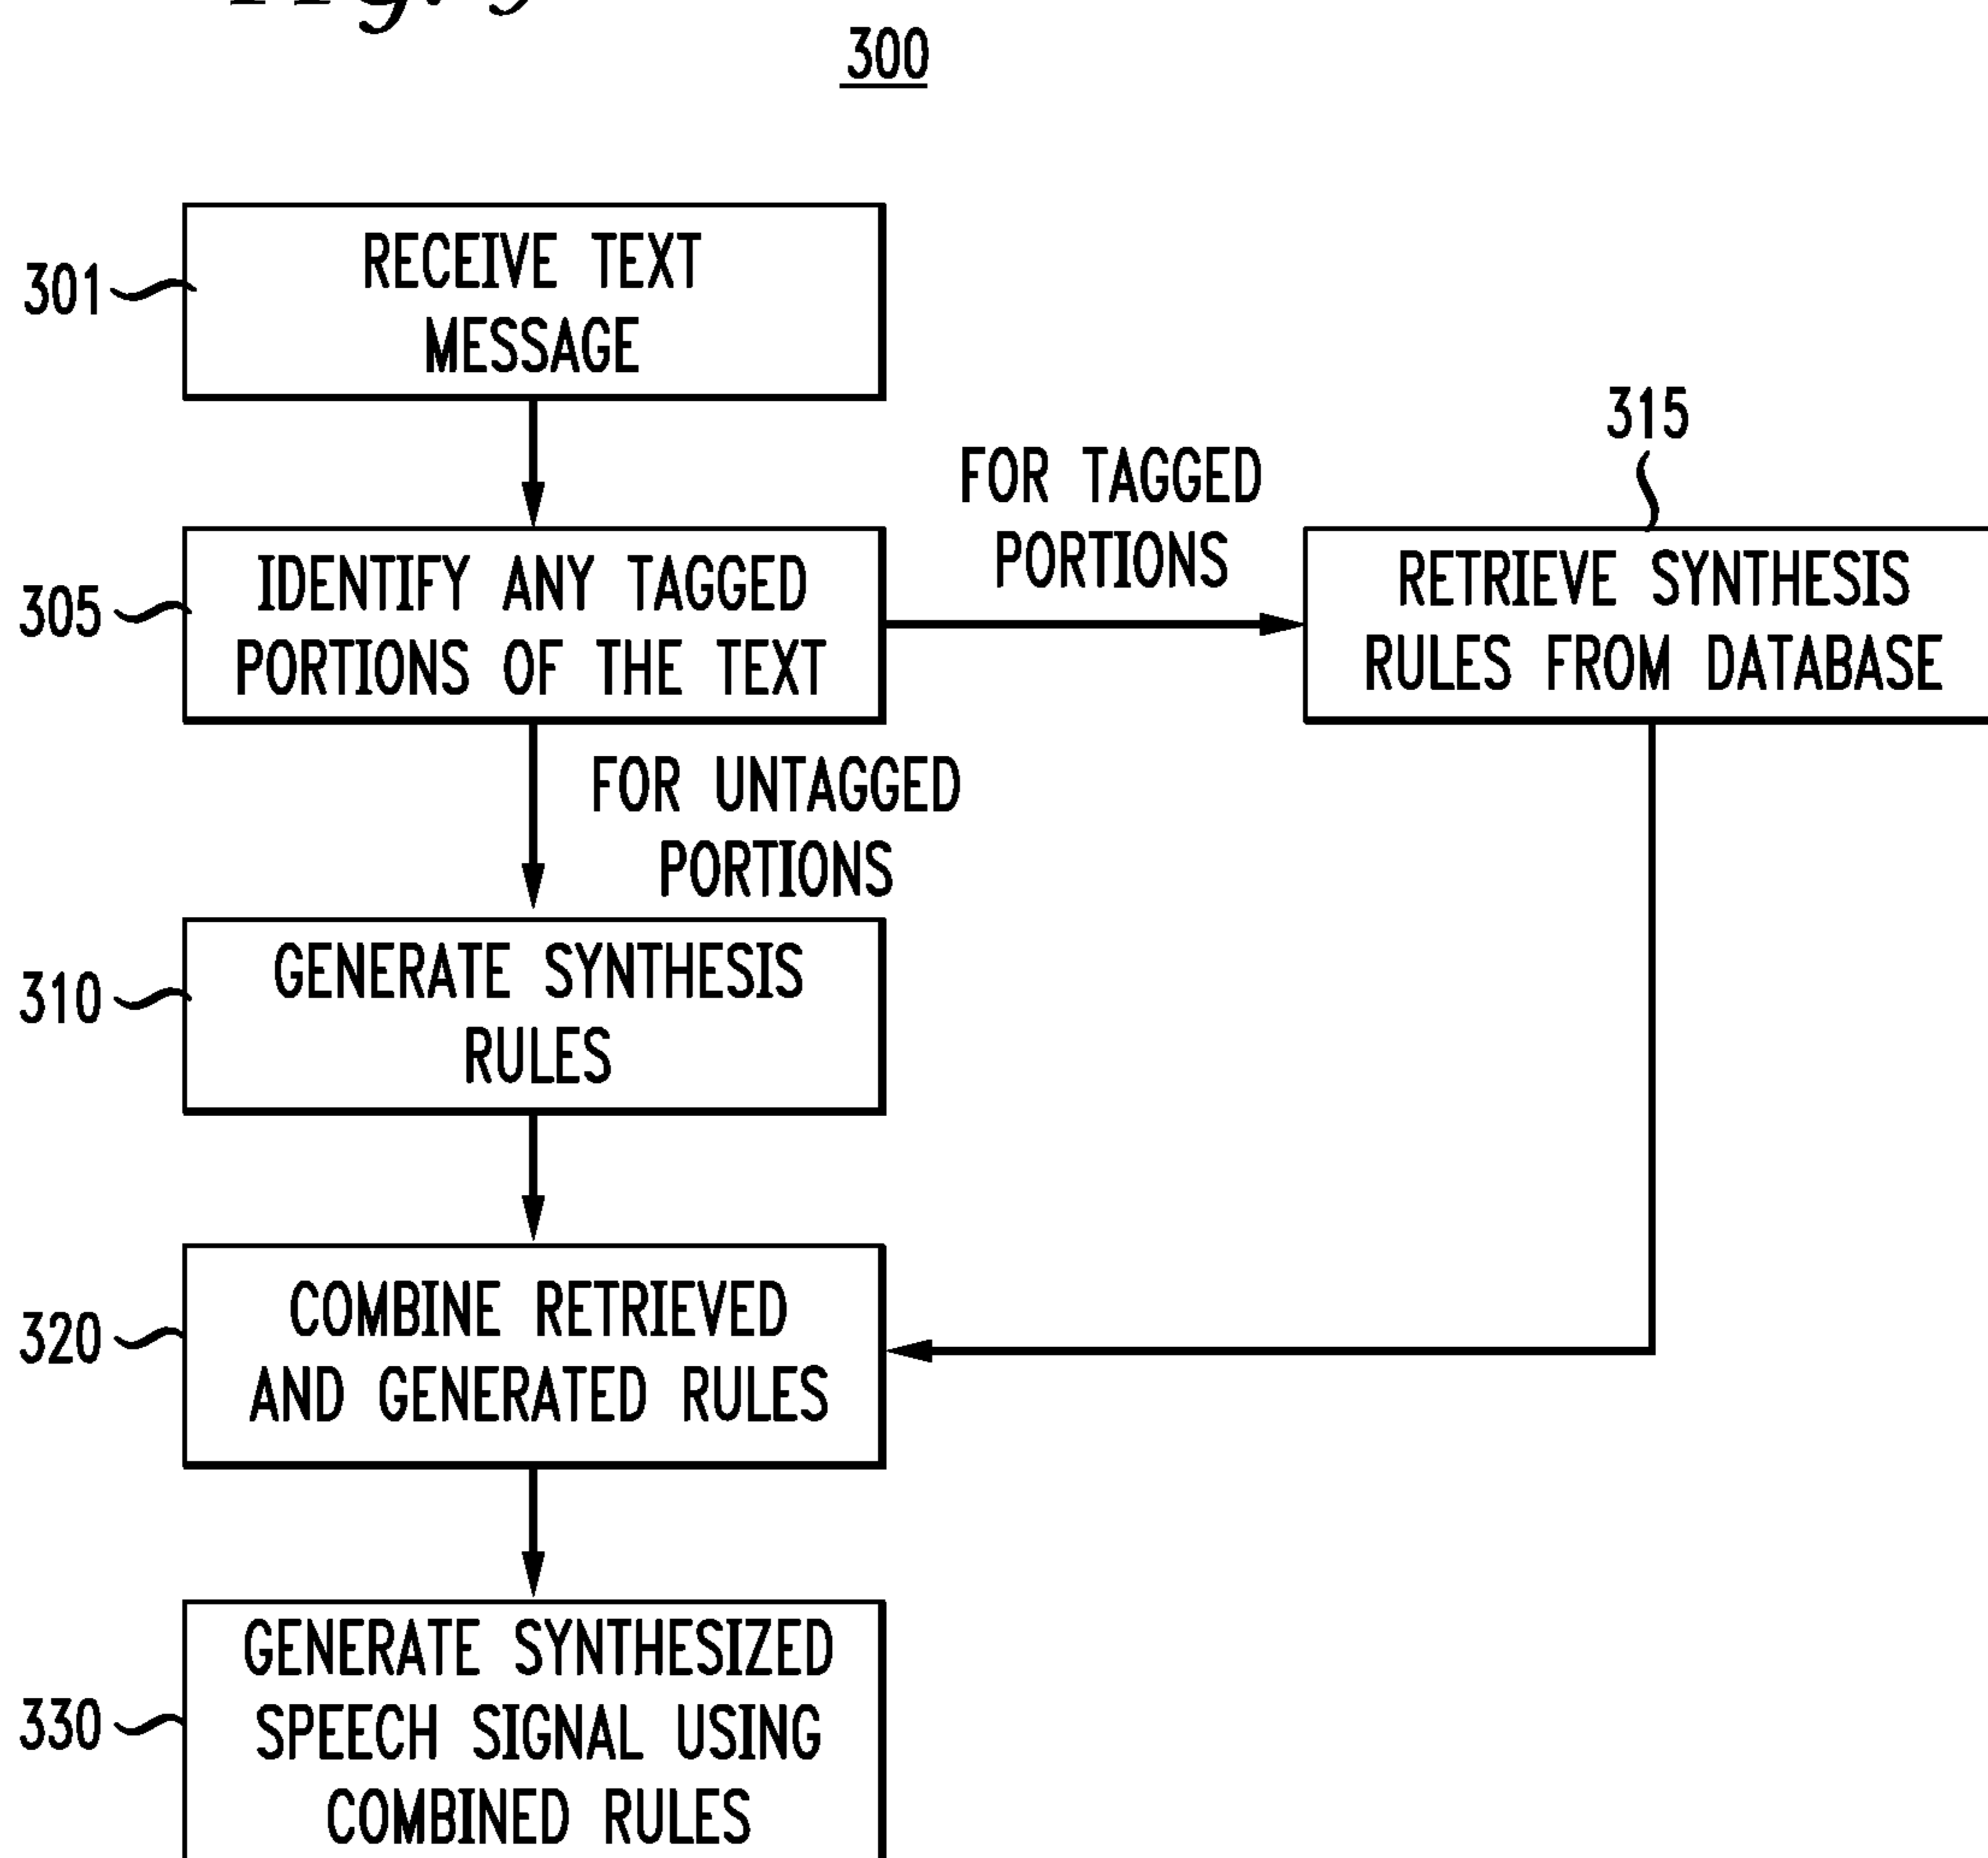 300
301
RECEIVE TEXT
MESSAGE
305
IDENTIFY ANY TAGGED
PORTIONS OF THE TEXT
FOR TAGGED
PORTIONS
315
RETRIEVE SYNTHESIS
RULES FROM DATABASE
FOR UNTAGGED
PORTIONS
310
GENERATE SYNTHESIS
RULES
320
COMBINE RETRIEVED
AND GENERATED RULES
330
GENERATE SYNTHESIZED
SPEECH SIGNAL USING
COMBINED RULES